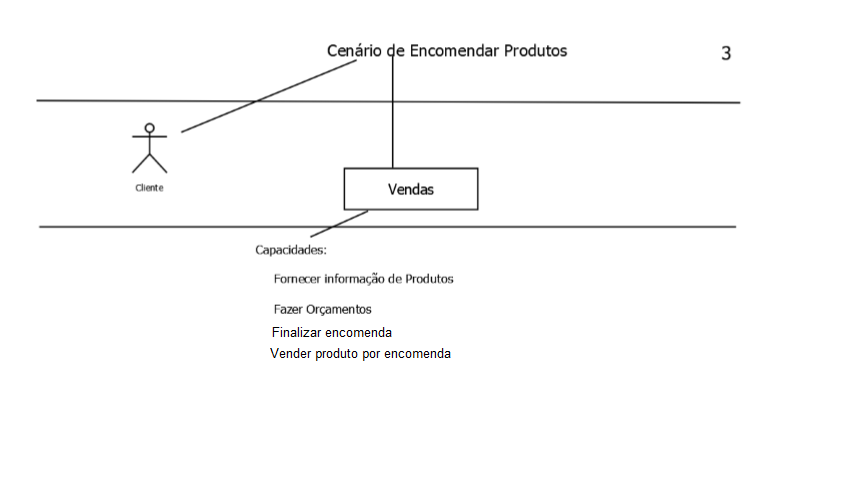 Cenário de Encomendar Produtos
3
Cliente
Vendas
Capacidades:
Fornecer informação de Produtos
Fazer Orçamentos
Finalizar encomenda
Vender produto por encomenda